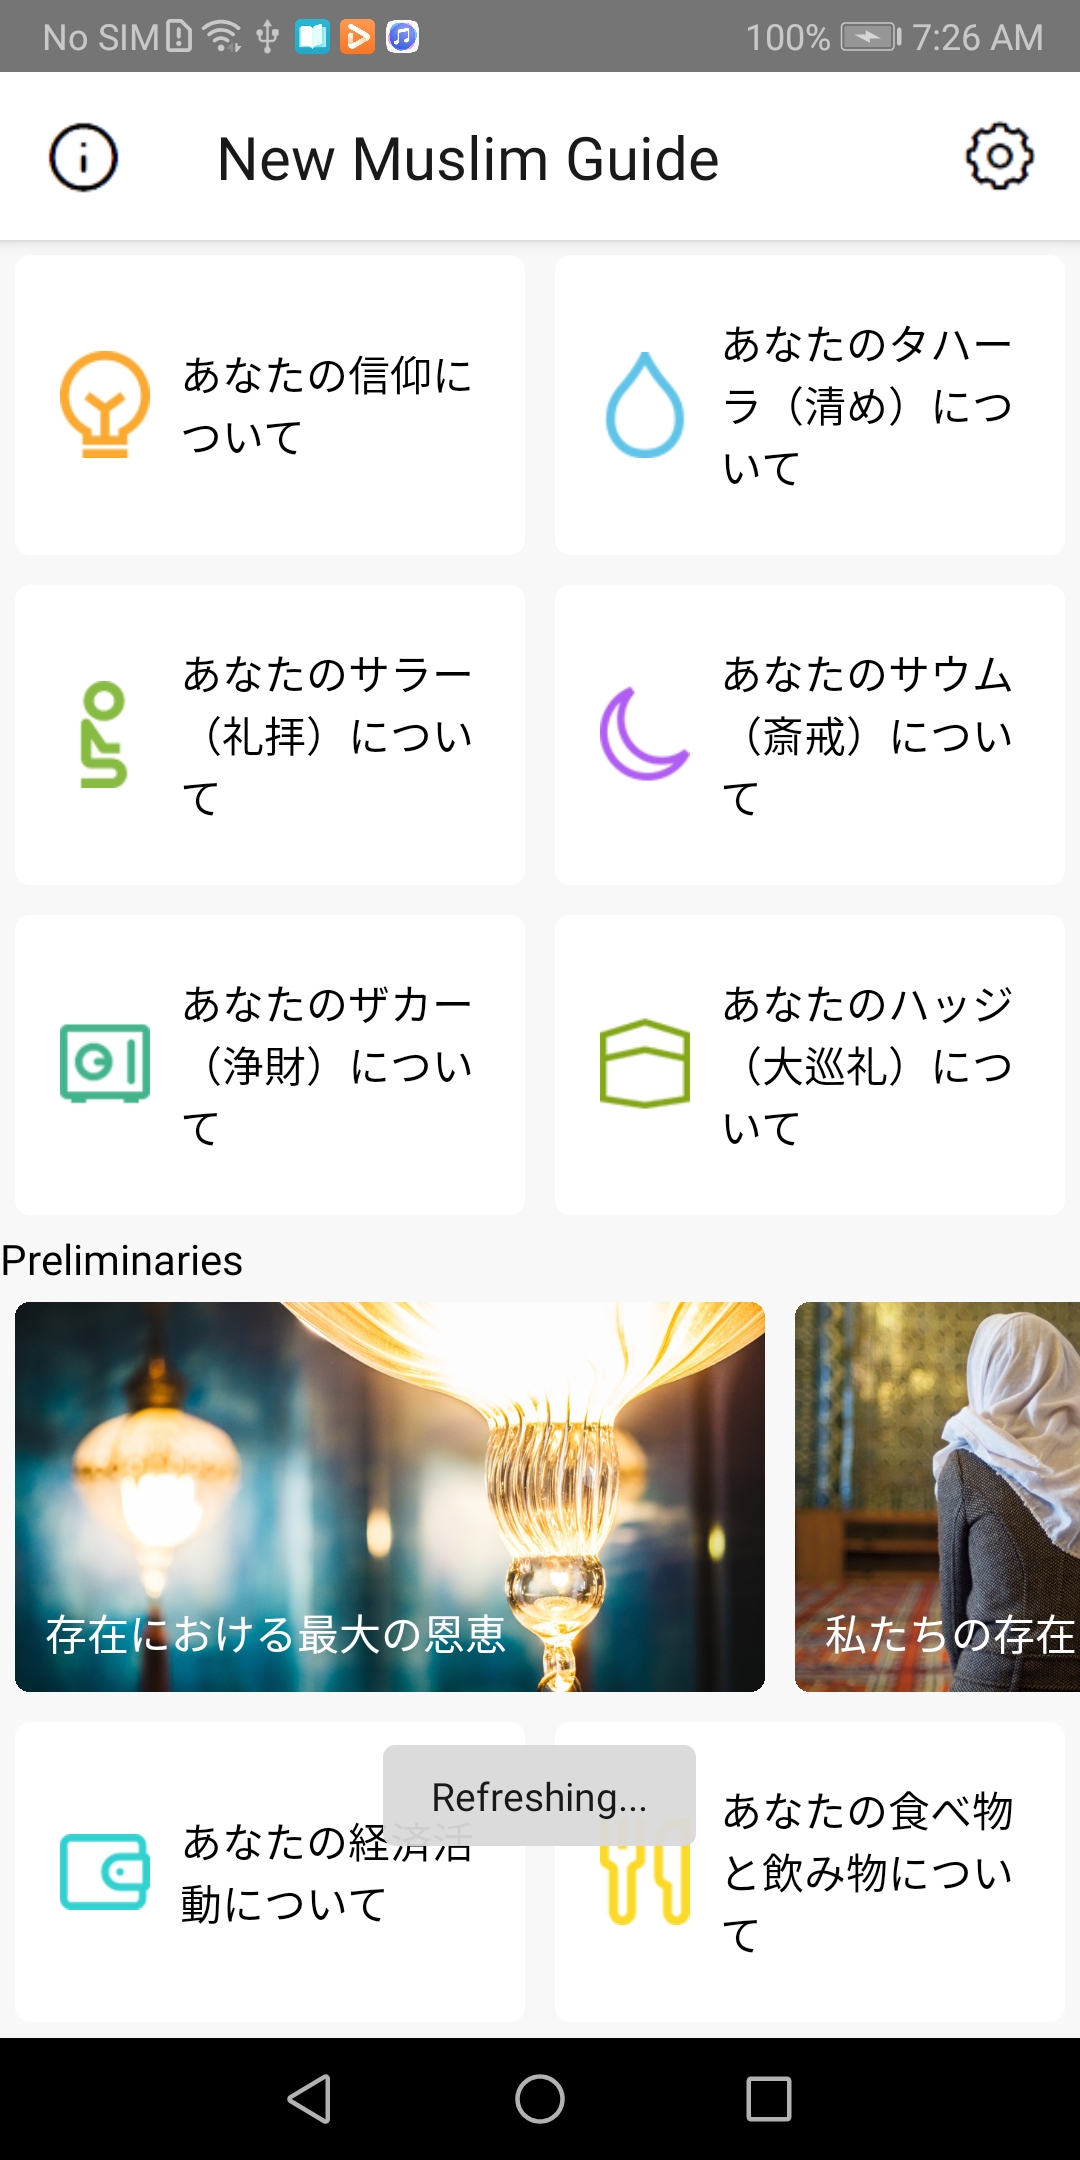 No SIM
100%
7:26 AM
New Muslim Guide
あなたの信仰に
ついて
あなたのタハー
ラ（清め）につ
いて
あなたのサラー
（礼拝）につい
て
あなたのサウム
（斎戒）につい
て
あなたのザカー
（浄財）につい
て
あなたのハッジ
（大巡礼）につ
いて
Preliminaries
存在における最大の恩恵
私たちの存在
Refreshing...
あなたの経済活
動について
あなたの食べ物
と飲み物につい
て